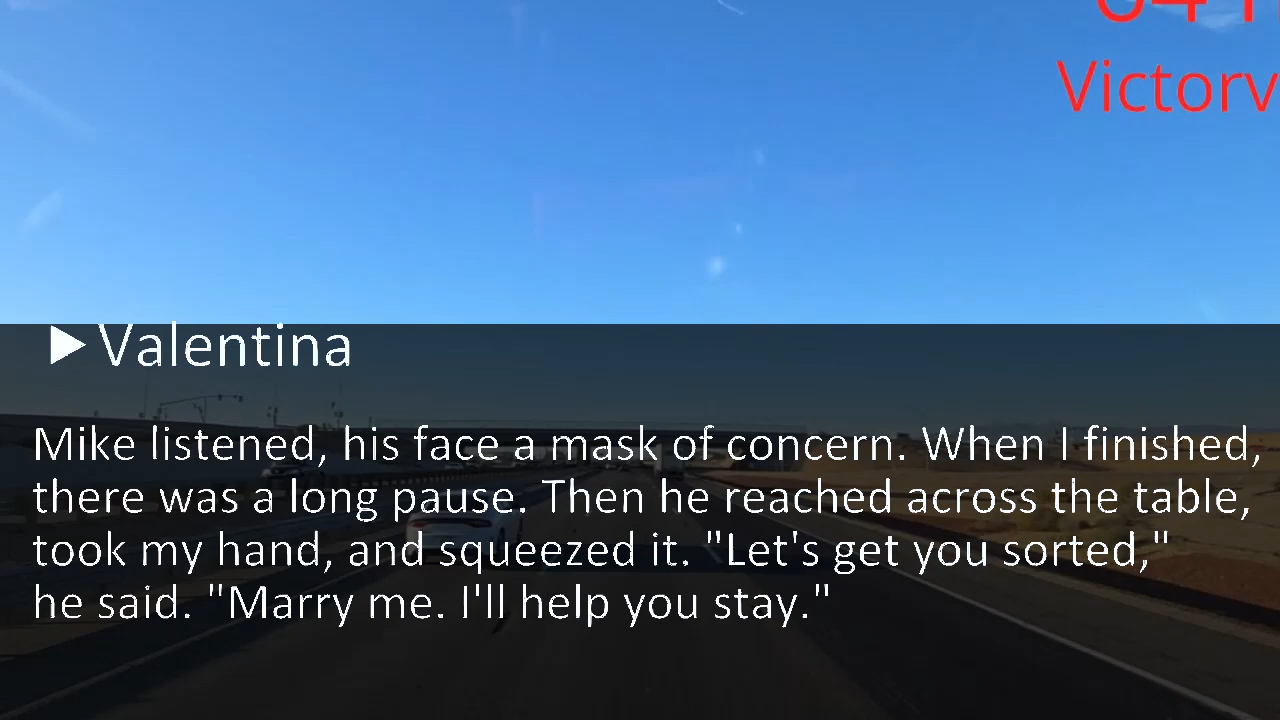 Victorv
▶Valentina
Mike listened, his face a mask of concern. When I finished,
there was a long pause. Then he reached across the table,
took my hand, and squeezed it. "Let's get you sorted,"
he said. "Marry me. I'll help you stay."